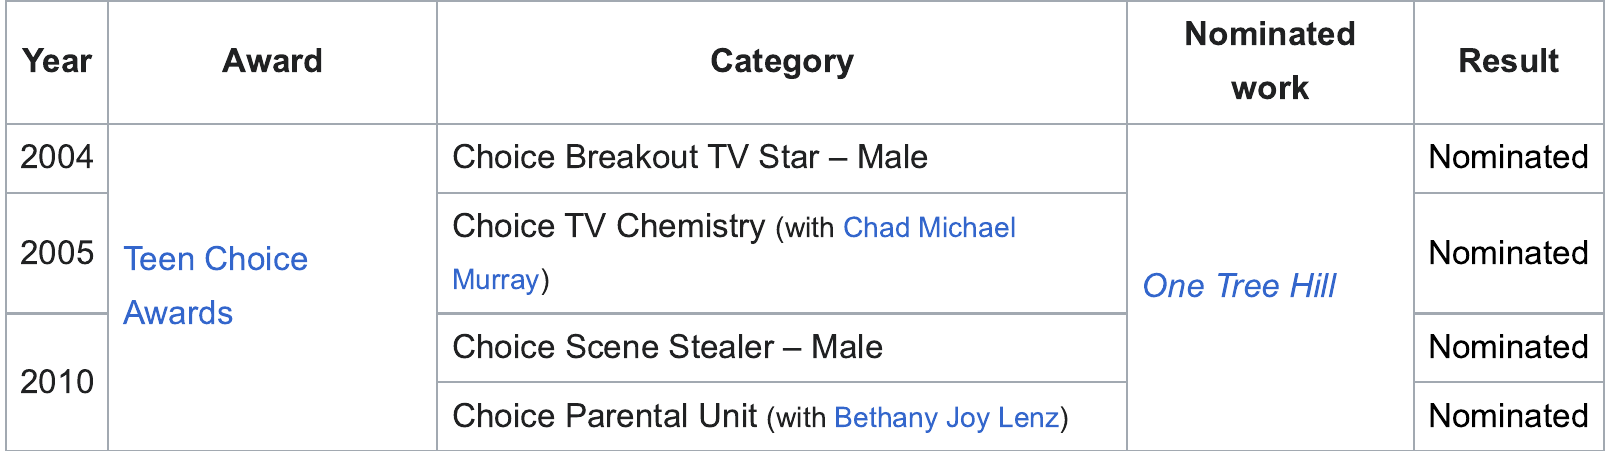 Year Award Category Nominated work Result
2004 Teen Choice Awards Choice Breakout TV Star – Male One Tree Hill Nominated
2005 Choice TV Chemistry (with Chad Michael Murray) Nominated
2010 Choice Scene Stealer – Male Nominated
Choice Parental Unit (with Bethany Joy Lenz) Nominated